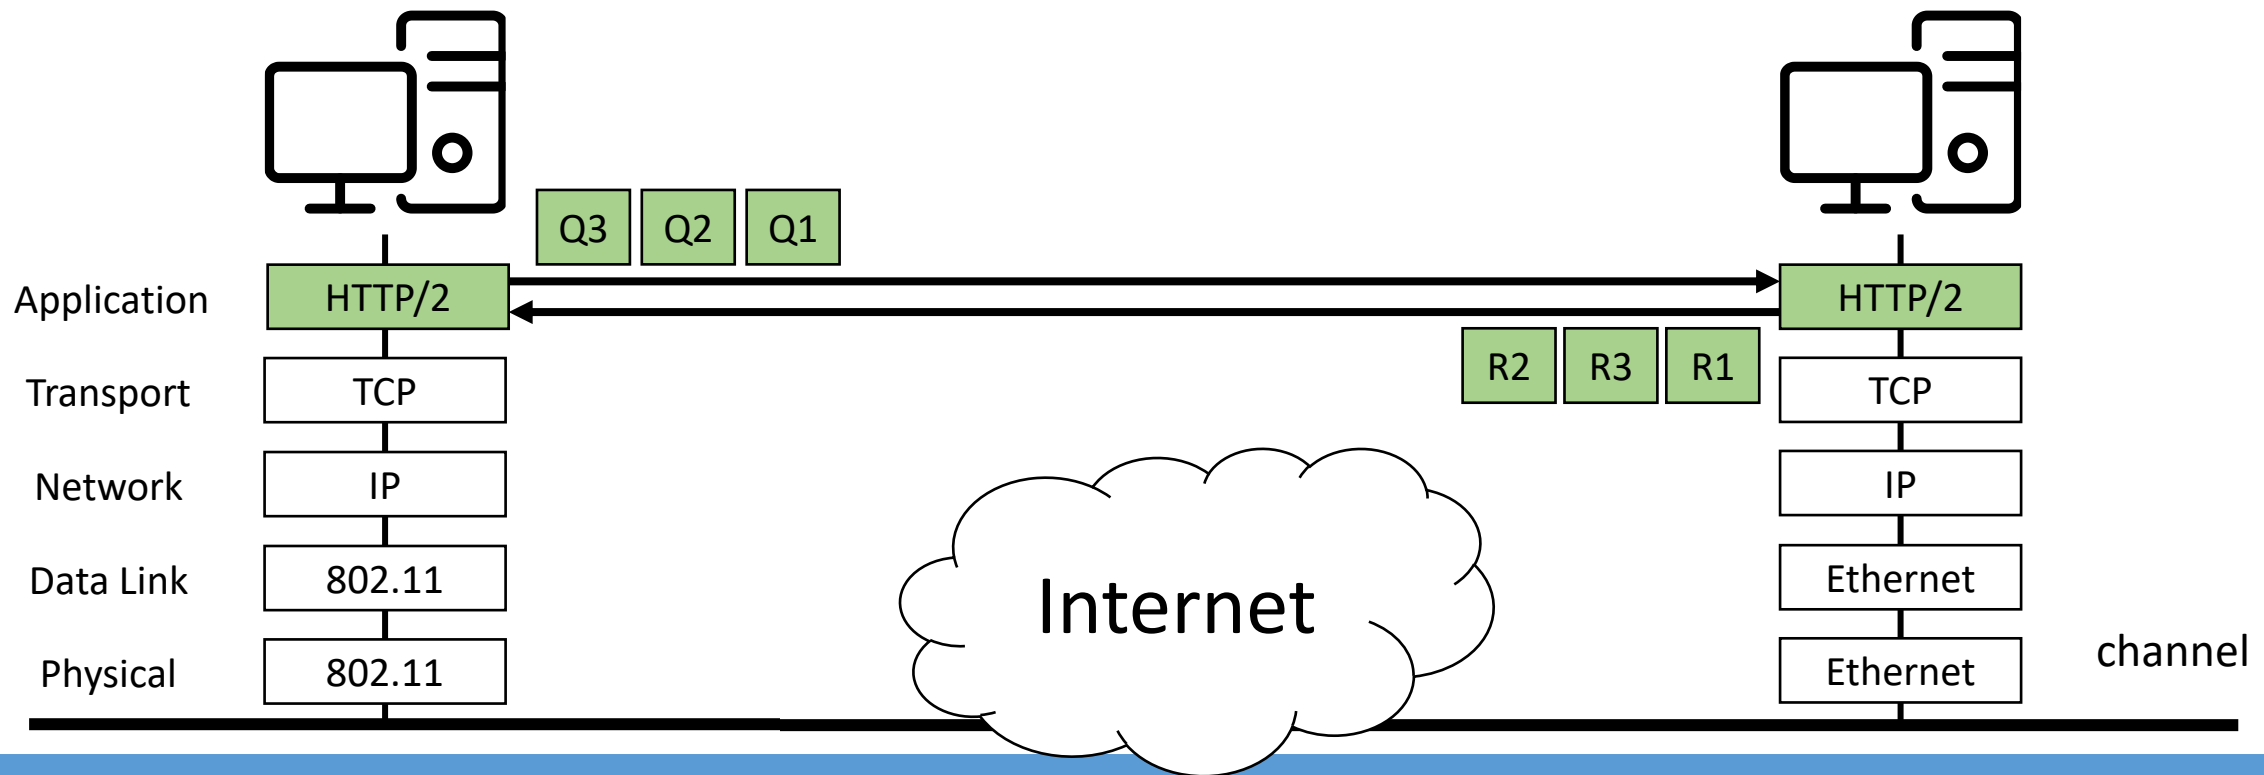 Q3 Q2 Q1
Application HTTP/2 HTTP/2
R2 R3 R1
Transport TCP TCP
Network IP IP
Data Link 802.11 Ethernet
Internet
Physical 802.11 Ethernet
channel